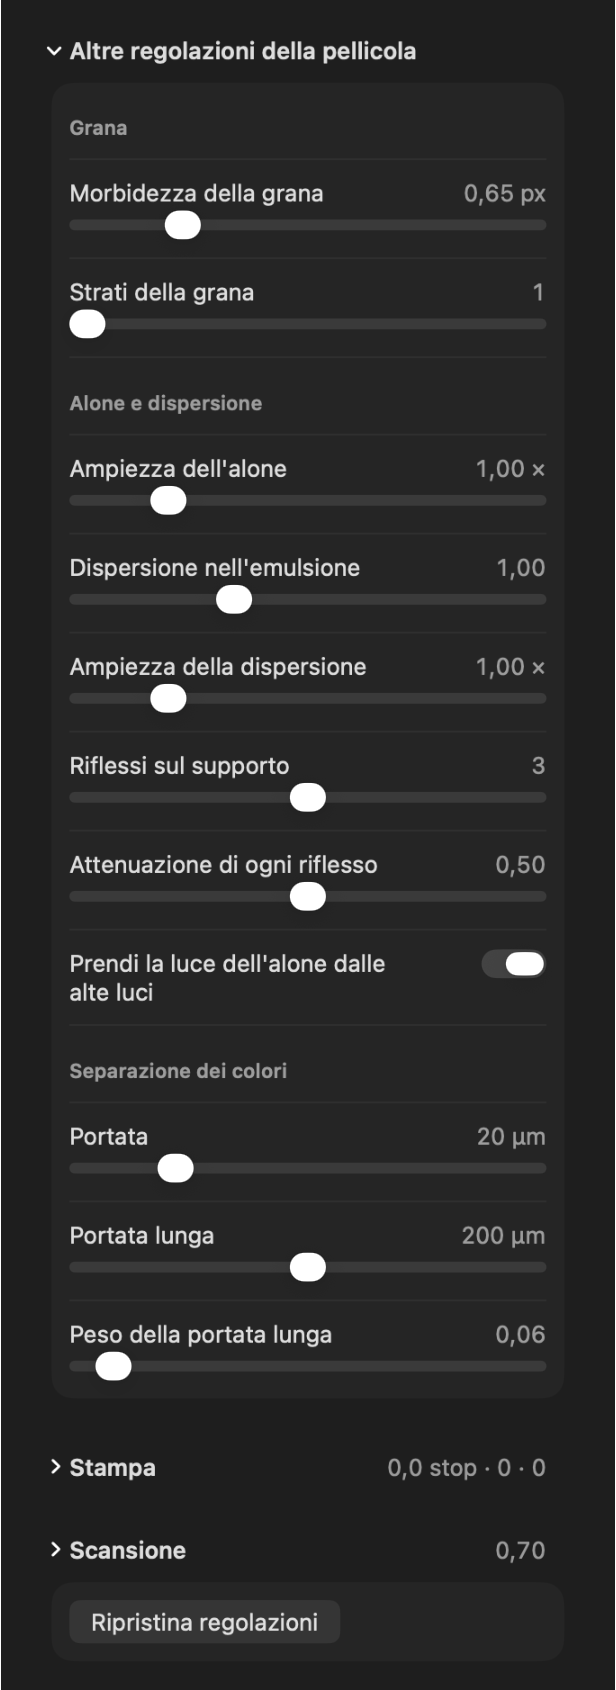 Altre regolazioni della pellicola
Grana
Morbidezza della grana 0,65 px
Strati della grana 1
Alone e dispersione
Ampiezza dell'alone 1,00 ×
Dispersione nell'emulsione 1,00
Ampiezza della dispersione 1,00 ×
Riflessi sul supporto 3
Attenuazione di ogni riflesso 0,50
Prendi la luce dell'alone dalle
alte luci
Separazione dei colori
Portata 20 µm
Portata lunga 200 µm
Peso della portata lunga 0,06
Stampa 0,0 stop · 0 · 0
Scansione 0,70
Ripristina regolazioni